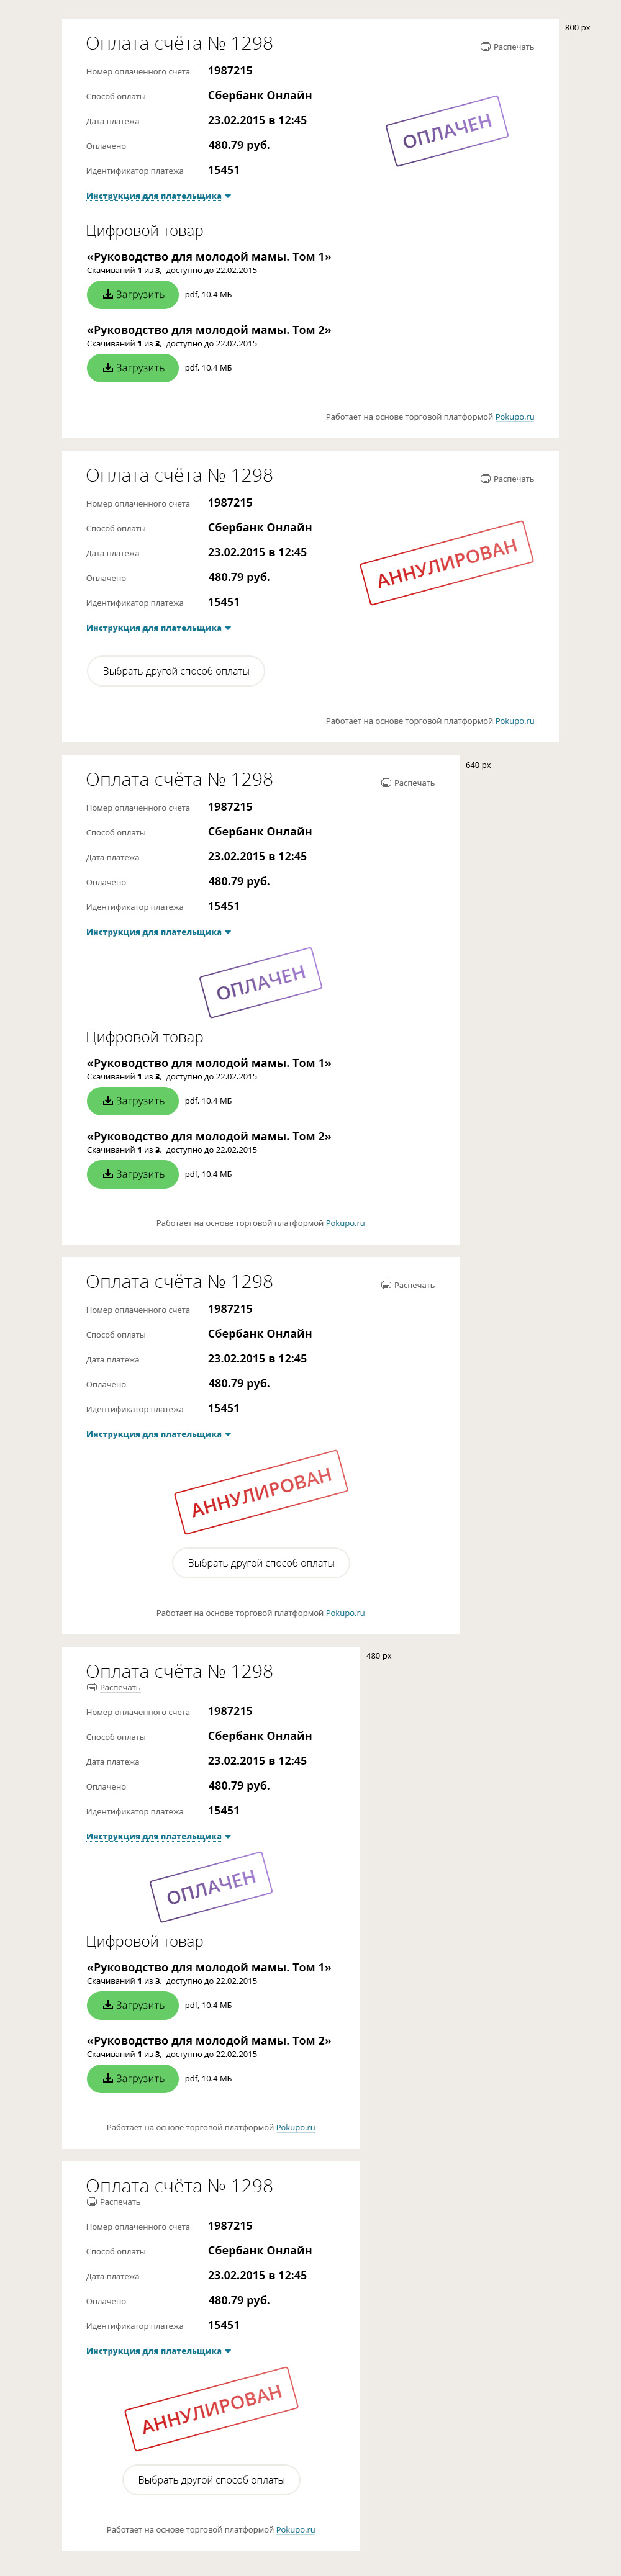 800 px
Оплата счёта № 1298
Распечать
Номер оплаченного счета 1987215
Способ оплаты Сбербанк Онлайн
Дата платежа 23.02.2015 в 12:45
Оплачено 480.79 руб.
Идентификатор платежа 15451
ОПЛАЧЕН
Инструкция для плательщика
Цифровой товар
«Руководство для молодой мамы. Том 1»
Скачиваний 1 из 3, доступно до 22.02.2015
Загрузить pdf, 10.4 МБ
«Руководство для молодой мамы. Том 2»
Скачиваний 1 из 3, доступно до 22.02.2015
Загрузить pdf, 10.4 МБ
Работает на основе торговой платформой Pokupo.ru
Оплата счёта № 1298
Распечать
Номер оплаченного счета 1987215
Способ оплаты Сбербанк Онлайн
Дата платежа 23.02.2015 в 12:45
Оплачено 480.79 руб.
Идентификатор платежа 15451
АННУЛИРОВАН
Инструкция для плательщика
Выбрать другой способ оплаты
Работает на основе торговой платформой Pokupo.ru
640 px
Оплата счёта № 1298
Распечать
Номер оплаченного счета 1987215
Способ оплаты Сбербанк Онлайн
Дата платежа 23.02.2015 в 12:45
Оплачено 480.79 руб.
Идентификатор платежа 15451
Инструкция для плательщика
ОПЛАЧЕН
Цифровой товар
«Руководство для молодой мамы. Том 1»
Скачиваний 1 из 3, доступно до 22.02.2015
Загрузить pdf, 10.4 МБ
«Руководство для молодой мамы. Том 2»
Скачиваний 1 из 3, доступно до 22.02.2015
Загрузить pdf, 10.4 МБ
Работает на основе торговой платформой Pokupo.ru
Оплата счёта № 1298
Распечать
Номер оплаченного счета 1987215
Способ оплаты Сбербанк Онлайн
Дата платежа 23.02.2015 в 12:45
Оплачено 480.79 руб.
Идентификатор платежа 15451
Инструкция для плательщика
АННУЛИРОВАН
Выбрать другой способ оплаты
Работает на основе торговой платформой Pokupo.ru
480 px
Оплата счёта № 1298
Распечать
Номер оплаченного счета 1987215
Способ оплаты Сбербанк Онлайн
Дата платежа 23.02.2015 в 12:45
Оплачено 480.79 руб.
Идентификатор платежа 15451
Инструкция для плательщика
ОПЛАЧЕН
Цифровой товар
«Руководство для молодой мамы. Том 1»
Скачиваний 1 из 3, доступно до 22.02.2015
Загрузить pdf, 10.4 МБ
«Руководство для молодой мамы. Том 2»
Скачиваний 1 из 3, доступно до 22.02.2015
Загрузить pdf, 10.4 МБ
Работает на основе торговой платформой Pokupo.ru
Оплата счёта № 1298
Распечать
Номер оплаченного счета 1987215
Способ оплаты Сбербанк Онлайн
Дата платежа 23.02.2015 в 12:45
Оплачено 480.79 руб.
Идентификатор платежа 15451
Инструкция для плательщика
АННУЛИРОВАН
Выбрать другой способ оплаты
Работает на основе торговой платформой Pokupo.ru